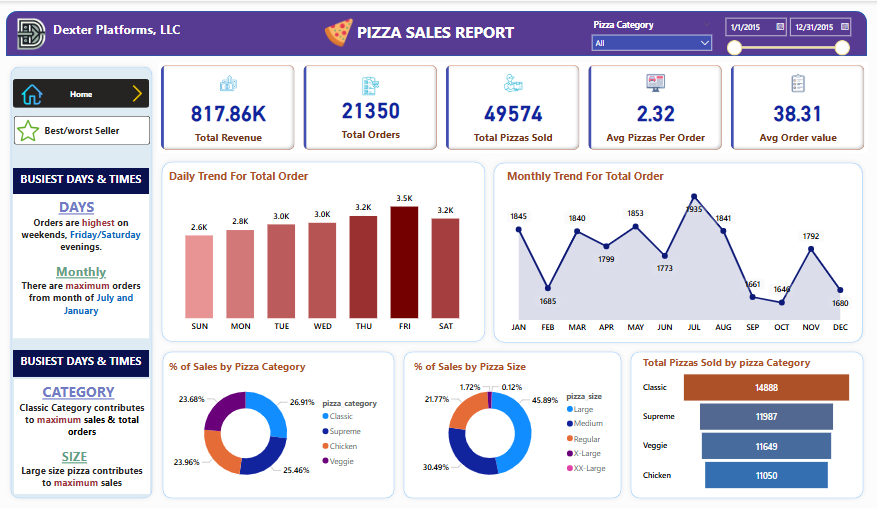 Dexter Platforms, LLC
PIZZA SALES REPORT
Pizza Category
All
1/1/2015
12/31/2015
Home
Best/worst Seller
BUSIEST DAYS & TIMES
DAYS
Orders are highest on
weekends, Friday/Saturday
evenings.
Monthly
There are maximum orders
from month of July and
January
BUSIEST DAYS & TIMES
CATEGORY
Classic Category contributes
to maximum sales & total
orders
SIZE
Large size pizza contributes
to maximum sales
817.86K
Total Revenue
21350
Total Orders
49574
Total Pizzas Sold
2.32
Avg Pizzas Per Order
38.31
Avg Order value
Daily Trend For Total Order
2.6K
2.8K
3.0K
3.0K
3.2K
3.5K
3.2K
SUN
MON
TUE
WED
THU
FRI
SAT
Monthly Trend For Total Order
1845
1685
1840
1799
1853
1773
1935
1841
1661
1646
1792
1680
JAN
FEB
MAR
APR
MAY
JUN
JUL
AUG
SEP
OCT
NOV
DEC
% of Sales by Pizza Category
23.68%
26.91%
23.96%
25.46%
pizza_category
Classic
Supreme
Chicken
Veggie
% of Sales by Pizza Size
1.72%
0.12%
21.77%
45.89%
30.49%
pizza_size
Large
Medium
Regular
X-Large
XX-Large
Total Pizzas Sold by pizza Category
Classic
14888
Supreme
11987
Veggie
11649
Chicken
11050